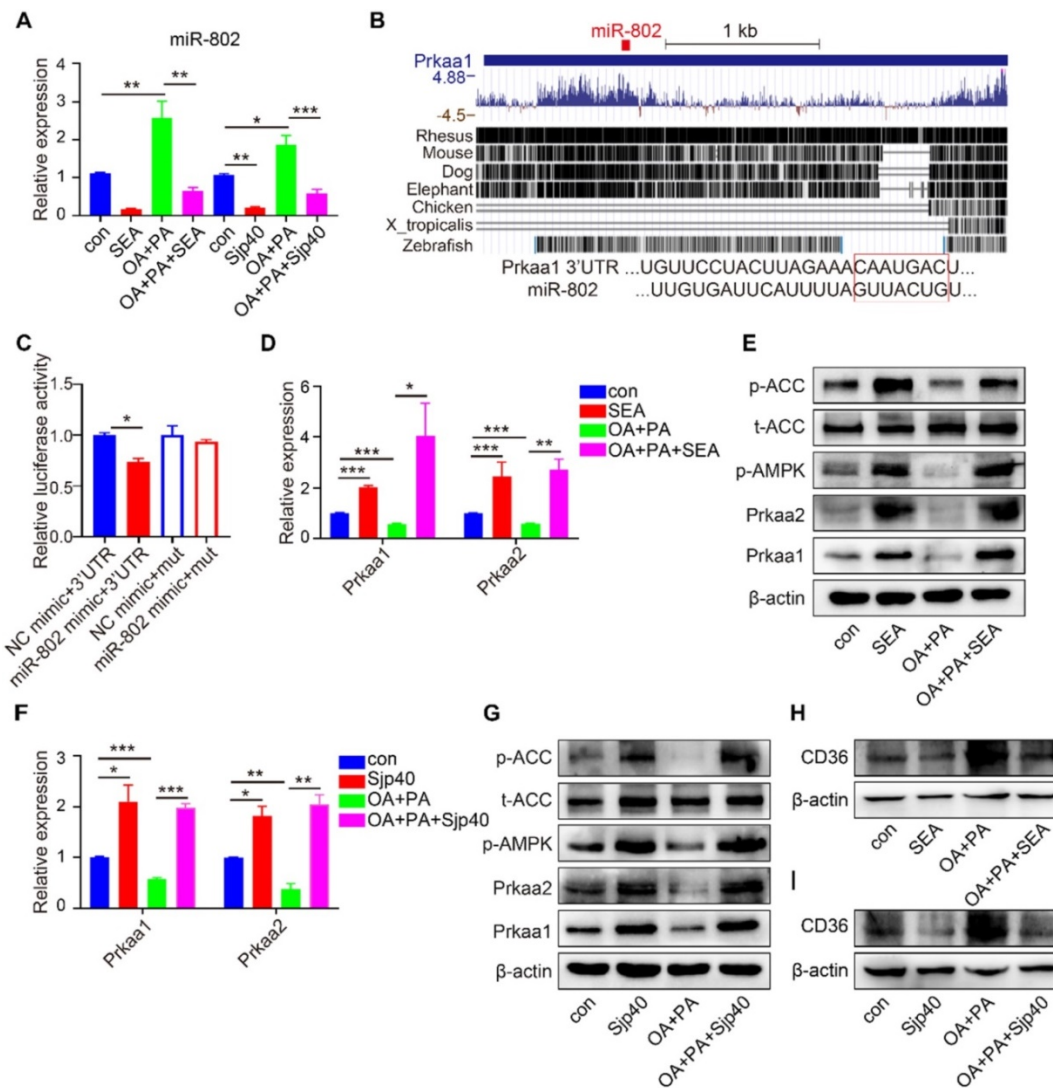 A
miR-802
Relative expression
4
3
2
1
0
**
**
**
*
***
con
SEA
OA+PA
OA+PA+SEA
con
Sjp40
OA+PA
OA+PA+Sjp40
B
miR-802
1 kb
Prkaa1
4.88
-4.5
Rhesus
Mouse
Dog
Elephant
Chicken
X_tropicalis
Zebrafish
Prkaa1 3'UTR ...UGUUCCUACUUAGAAACAAUGACU...
miR-802 ...UUGUGAUUCAUUUUAGUUACUGU...
C
Relative luciferase activity
1.5
1.0
0.5
0.0
*
NC mimic+3'UTR
miR-802 mimic+3'UTR
NC mimic+mut
miR-802 mimic+mut
D
Relative expression
6
4
2
0
***
***
*
***
***
**
Prkaa1
Prkaa2
con
SEA
OA+PA
OA+PA+SEA
E
p-ACC
t-ACC
p-AMPK
Prkaa2
Prkaa1
β-actin
con
SEA
OA+PA
OA+PA+SEA
F
Relative expression
3
2
1
0
***
*
***
**
*
**
Prkaa1
Prkaa2
con
Sjp40
OA+PA
OA+PA+Sjp40
G
p-ACC
t-ACC
p-AMPK
Prkaa2
Prkaa1
β-actin
con
Sjp40
OA+PA
OA+PA+Sjp40
H
CD36
β-actin
con
SEA
OA+PA
OA+PA+SEA
I
CD36
β-actin
con
Sjp40
OA+PA
OA+PA+Sjp40